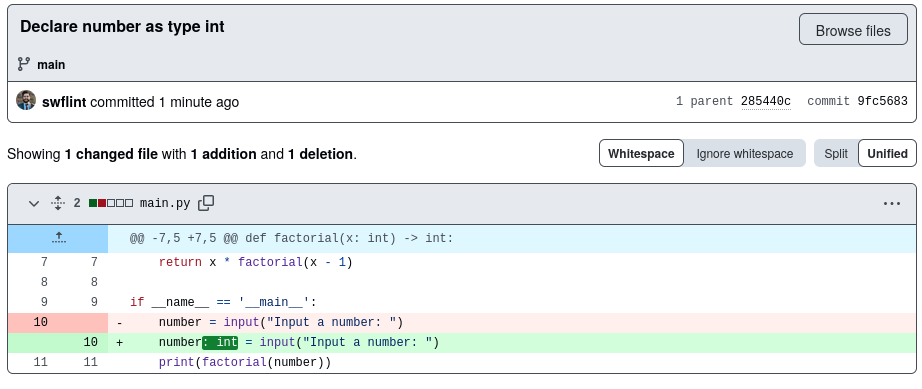 Declare number as type int
Browse files
main
swflint committed 1 minute ago
1 parent 285440c commit 9fc5683
Showing 1 changed file with 1 addition and 1 deletion.
Whitespace Ignore whitespace Split Unified
2 main.py
@@ -7,5 +7,5 @@ def factorial(x: int) -> int:
7 7 return x * factorial(x - 1)
8 8
9 9 if __name__ == '__main__':
10 - number = input("Input a number: ")
10 + number: int = input("Input a number: ")
11 11 print(factorial(number))